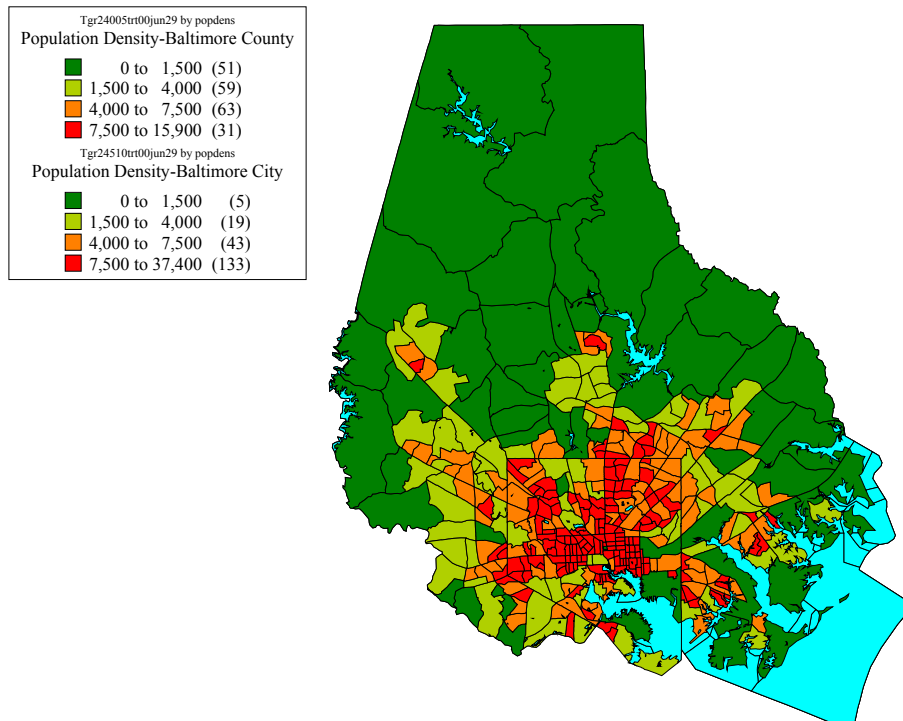 Tgr24005trt00jun29 by popdens
Population Density-Baltimore County
0 to 1,500 (51)
1,500 to 4,000 (59)
4,000 to 7,500 (63)
7,500 to 15,900 (31)
Tgr24510trt00jun29 by popdens
Population Density-Baltimore City
0 to 1,500 (5)
1,500 to 4,000 (19)
4,000 to 7,500 (43)
7,500 to 37,400 (133)